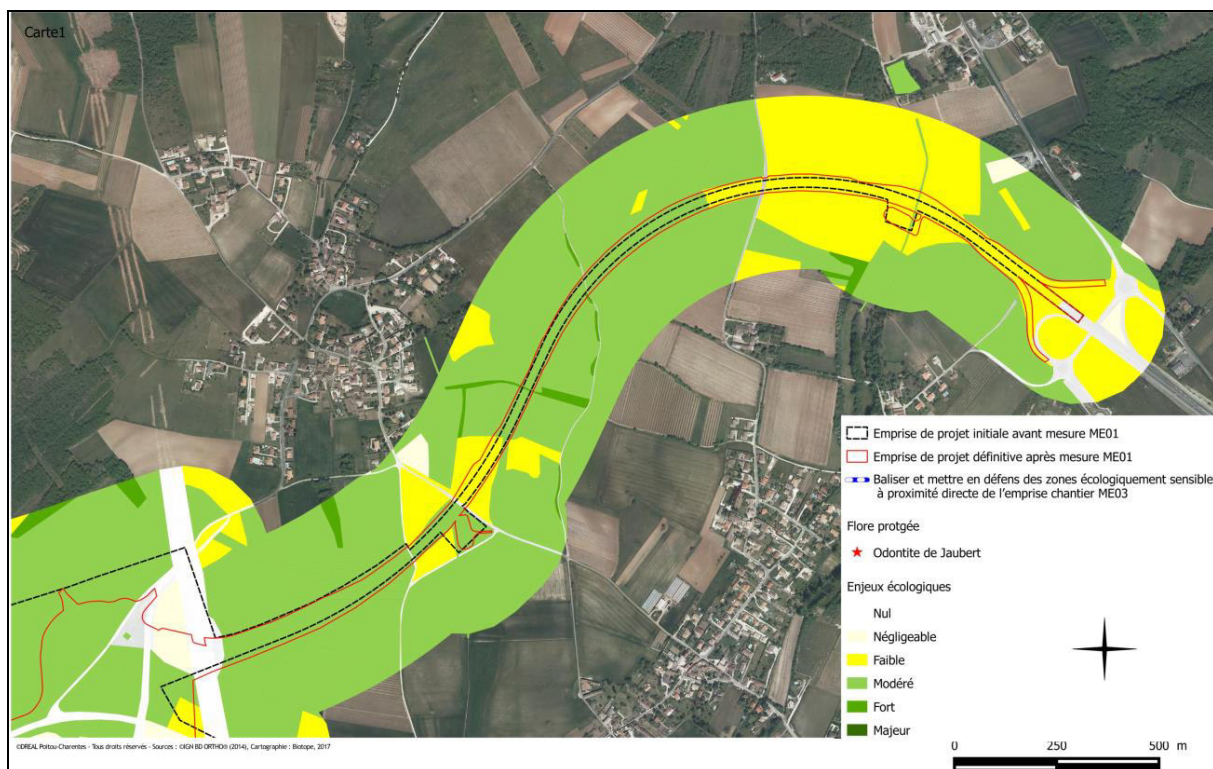 Carte1
Emprise de projet initiale avant mesure ME01
Emprise de projet définitive après mesure ME01
Baliser et mettre en défens des zones écologiquement sensible
à proximité directe de l'emprise chantier ME03
Flore protgée
Odontite de Jaubert
Enjeux écologiques
Nul
Négligeable
Faible
Modéré
Fort
Majeur
0 250 500 m
©DREAL Poitou-Charentes - Tous droits réservés - Sources : ©IGN BD ORTHO® (2014), Cartographie : Biotope, 2017